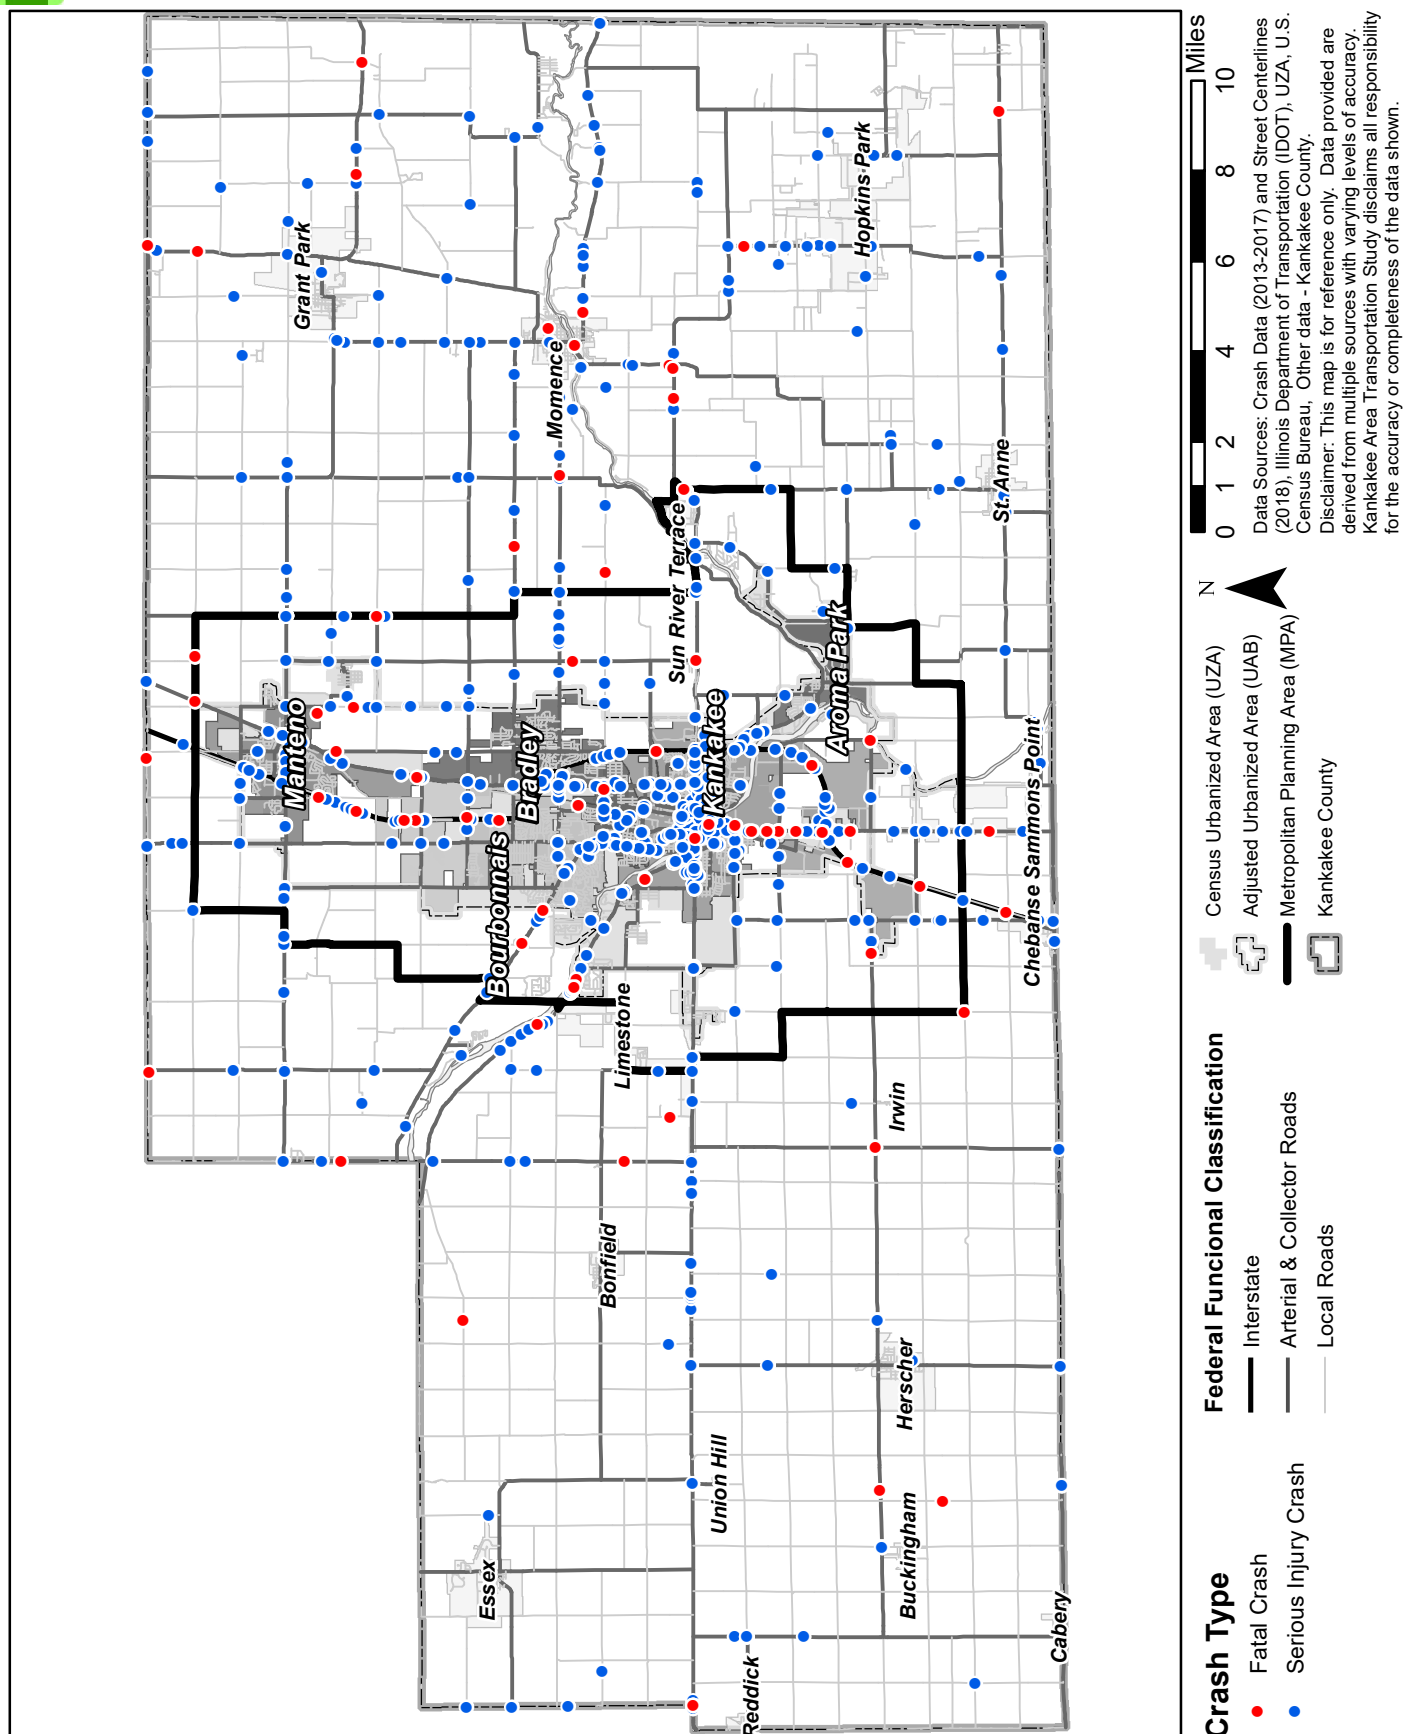 Grant Park
Momence
Hopkins Park
St. Anne
Sun River Terrace
Aroma Park
Manteno
Bradley
Kankakee
Bourbonnais
Chebanse
Sammons Point
Limestone
Irwin
Bonfield
Herscher
Union Hill
Buckingham
Essex
Reddick
Cabery
Crash Type
Fatal Crash
Serious Injury Crash
Federal Funcional Classification
Interstate
Arterial & Collector Roads
Local Roads
Census Urbanized Area (UZA)
Adjusted Urbanized Area (UAB)
Metropolitan Planning Area (MPA)
Kankakee County
N
0 1 2 4 6 8 10
Miles
Data Sources: Crash Data (2013-2017) and Street Centerlines
(2018), Illinois Department of Transportation (IDOT), UZA, U.S.
Census Bureau, Other data - Kankakee County.
Disclaimer: This map is for reference only. Data provided are
derived from multiple sources with varying levels of accuracy.
Kankakee Area Transportation Study disclaims all responsibility
for the accuracy or completeness of the data shown.